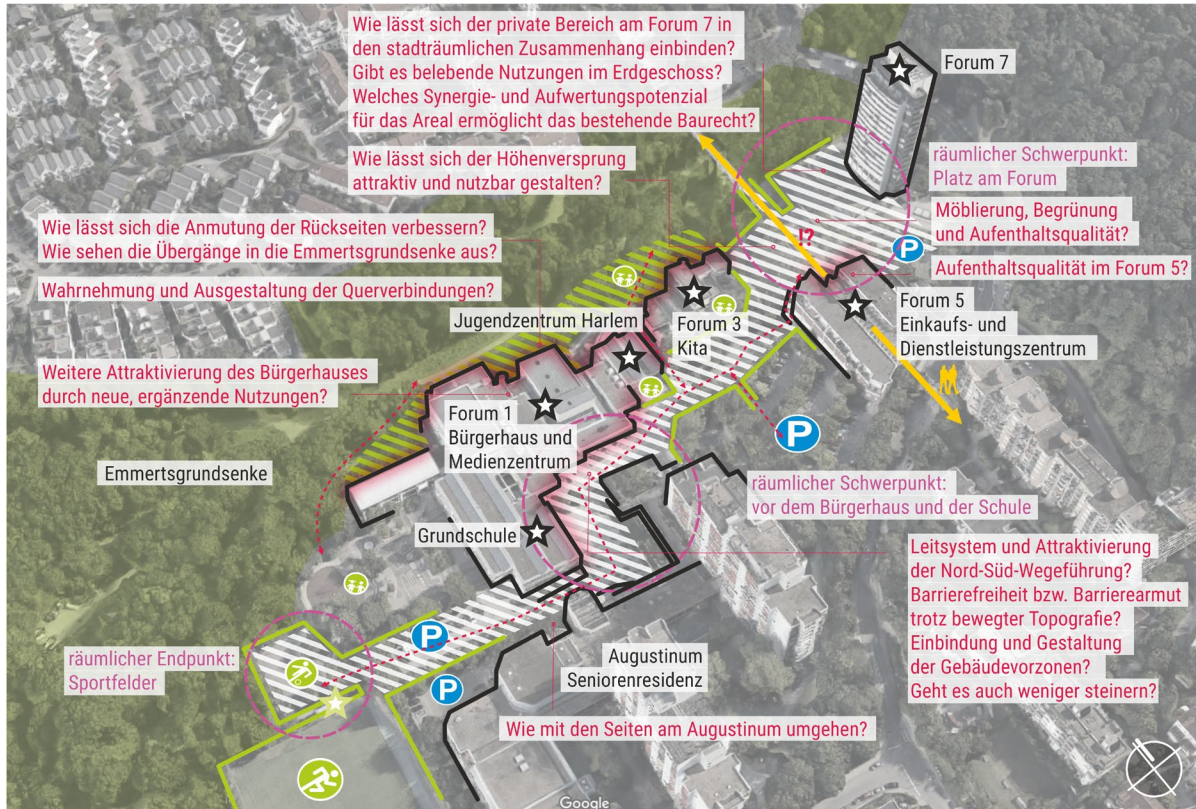 Wie lässt sich der private Bereich am Forum 7 in
den stadträumlichen Zusammenhang einbinden?
Gibt es belebende Nutzungen im Erdgeschoss?
Welches Synergie- und Aufwertungspotenzial
für das Areal ermöglicht das bestehende Baurecht?
Forum 7
Wie lässt sich der Höhenversprung
attraktiv und nutzbar gestalten?
räumlicher Schwerpunkt:
Platz am Forum
Möblierung, Begrünung
und Aufenthaltsqualität?
Wie lässt sich die Anmutung der Rückseiten verbessern?
Wie sehen die Übergänge in die Emmertsgrundsenke aus?
!?
P
Aufenthaltsqualität im Forum 5?
Wahrnehmung und Ausgestaltung der Querverbindungen?
Jugendzentrum Harlem
Forum 3
Kita
Forum 5
Einkaufs- und
Dienstleistungszentrum
Weitere Attraktivierung des Bürgerhauses
durch neue, ergänzende Nutzungen?
Forum 1
Bürgerhaus und
Medienzentrum
P
Emmertsgrundsenke
räumlicher Schwerpunkt:
vor dem Bürgerhaus und der Schule
Grundschule
Leitsystem und Attraktivierung
der Nord-Süd-Wegeführung?
Barrierefreiheit bzw. Barrierearmut
trotz bewegter Topografie?
Einbindung und Gestaltung
der Gebäudevorzonen?
Geht es auch weniger steinern?
P
räumlicher Endpunkt:
Sportfelder
Augustinum
Seniorenresidenz
P
Wie mit den Seiten am Augustinum umgehen?
Google